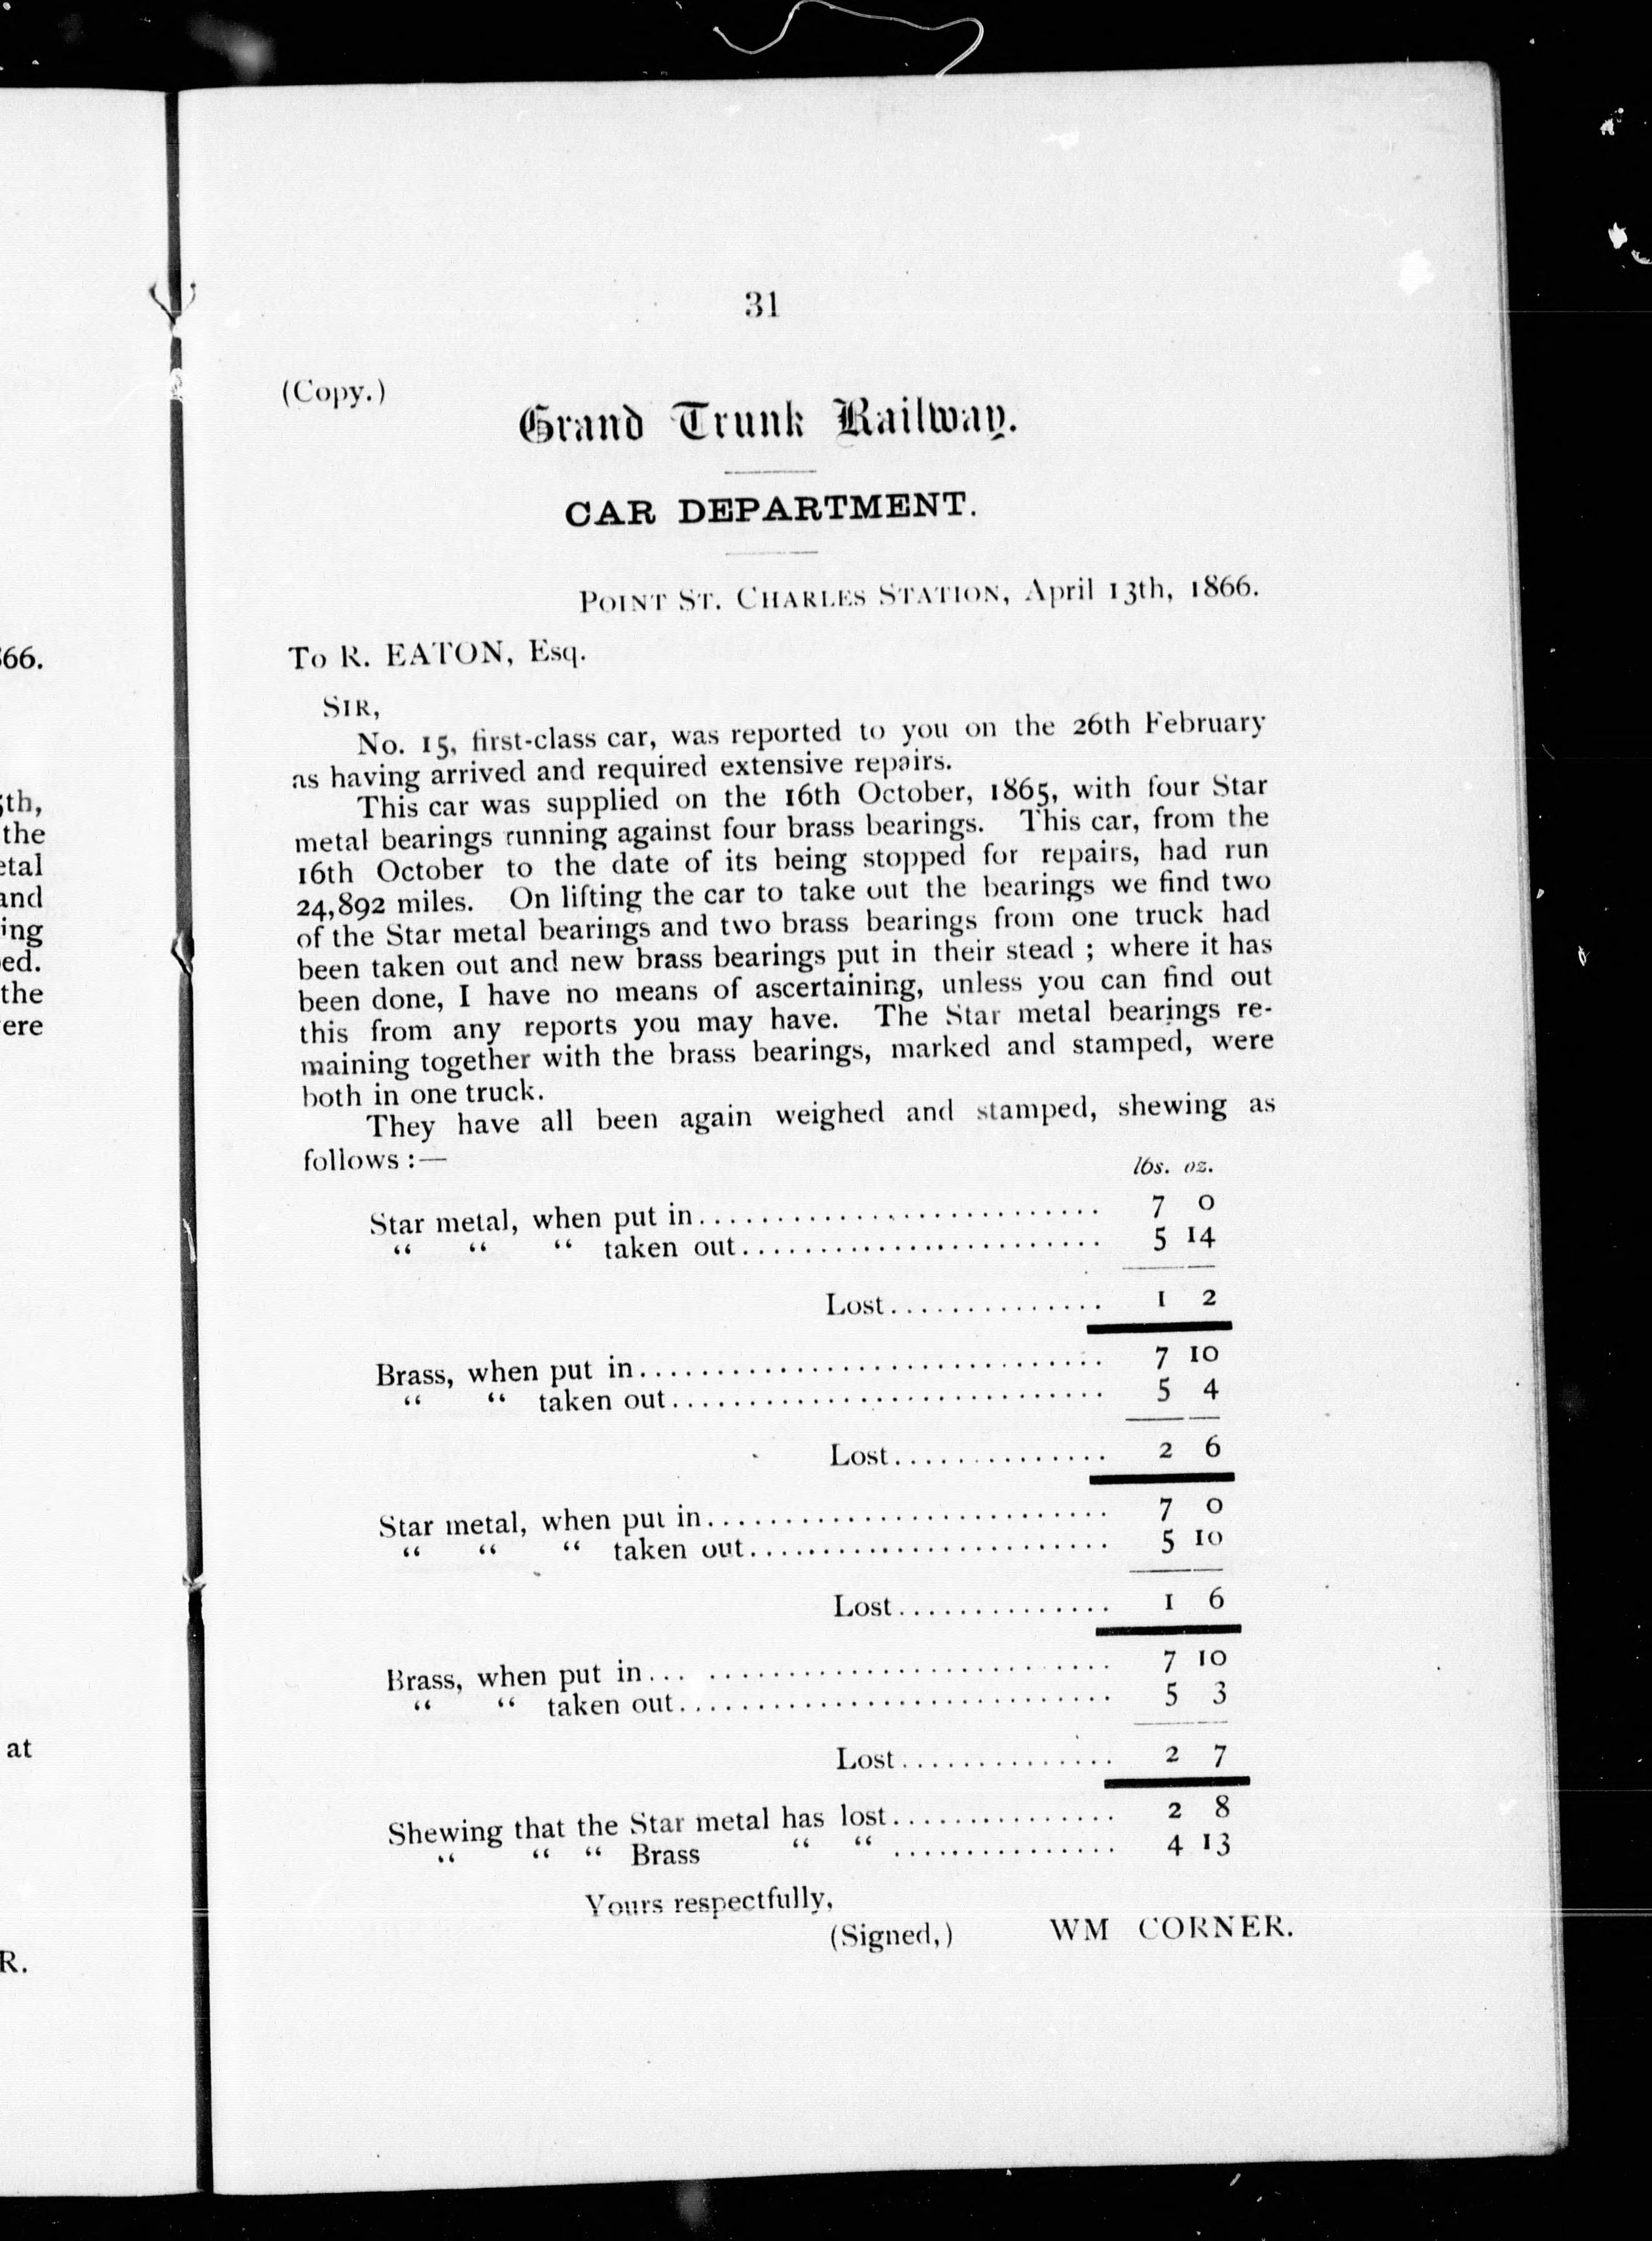 66.
5th,
the
etal
and
ing
ed.
the
ere
at
R.
31
(Copy.)
Grand Trunk Railway.
CAR DEPARTMENT.
POINT ST. CHARLES STATION, April 13th, 1866.
To R. EATON, Esq.
SIR,
No. 15, first-class car, was reported to you on the 26th February
as having arrived and required extensive repairs.
This car was supplied on the 16th October, 1865, with four Star
metal bearings running against four brass bearings. This car, from the
16th October to the date of its being stopped for repairs, had run
24,892 miles. On lifting the car to take out the bearings we find two
of the Star metal bearings and two brass bearings from one truck had
been taken out and new brass bearings put in their stead ; where it has
been done, I have no means of ascertaining, unless you can find out
this from any reports you may have. The Star metal bearings re-
maining together with the brass bearings, marked and stamped, were
both in one truck.
They have all been again weighed and stamped, shewing as
follows :—
lbs. oz.
Star metal, when put in........................... 7 0
“ “ “ taken out........................ 5 14
Lost.............. 1 2
Brass, when put in.............................. 7 10
“ “ taken out............................ 5 4
Lost.............. 2 6
Star metal, when put in.......................... 7 0
“ “ “ taken out........................ 5 10
Lost.............. 1 6
Brass, when put in... .......................... 7 10
“ “ taken out............................ 5 3
Lost.............. 2 7
Shewing that the Star metal has lost............... 2 8
“ “ “ Brass “ “ ............... 4 13
Yours respectfully,
(Signed,) WM CORNER.